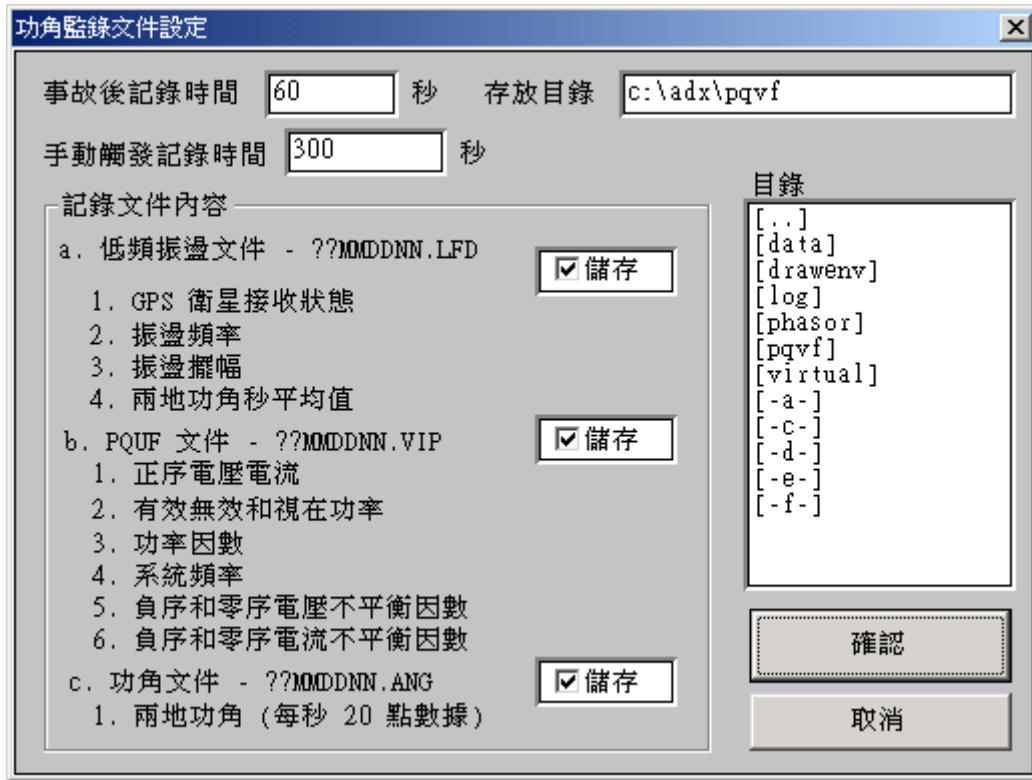 功角監錄文件設定
事故後記錄時間 60 秒 存放目錄 c:\adx\pqvf
手動觸發記錄時間 300 秒
記錄文件內容
a. 低頻振盪文件 - ??MMDDNN.LFD 儲存
1. GPS 衛星接收狀態
2. 振盪頻率
3. 振盪擺幅
4. 兩地功角秒平均值
b. PQUF 文件 - ??MMDDNN.VIP 儲存
1. 正序電壓電流
2. 有效無效和視在功率
3. 功率因數
4. 系統頻率
5. 負序和零序電壓不平衡因數
6. 負序和零序電流不平衡因數
c. 功角文件 - ??MMDDNN.ANG 儲存
1. 兩地功角 (每秒 20 點數據)
目錄
[..]
[data]
[drawenv]
[log]
[phasor]
[pqvf]
[virtual]
[-a-]
[-c-]
[-d-]
[-e-]
[-f-]
確認
取消